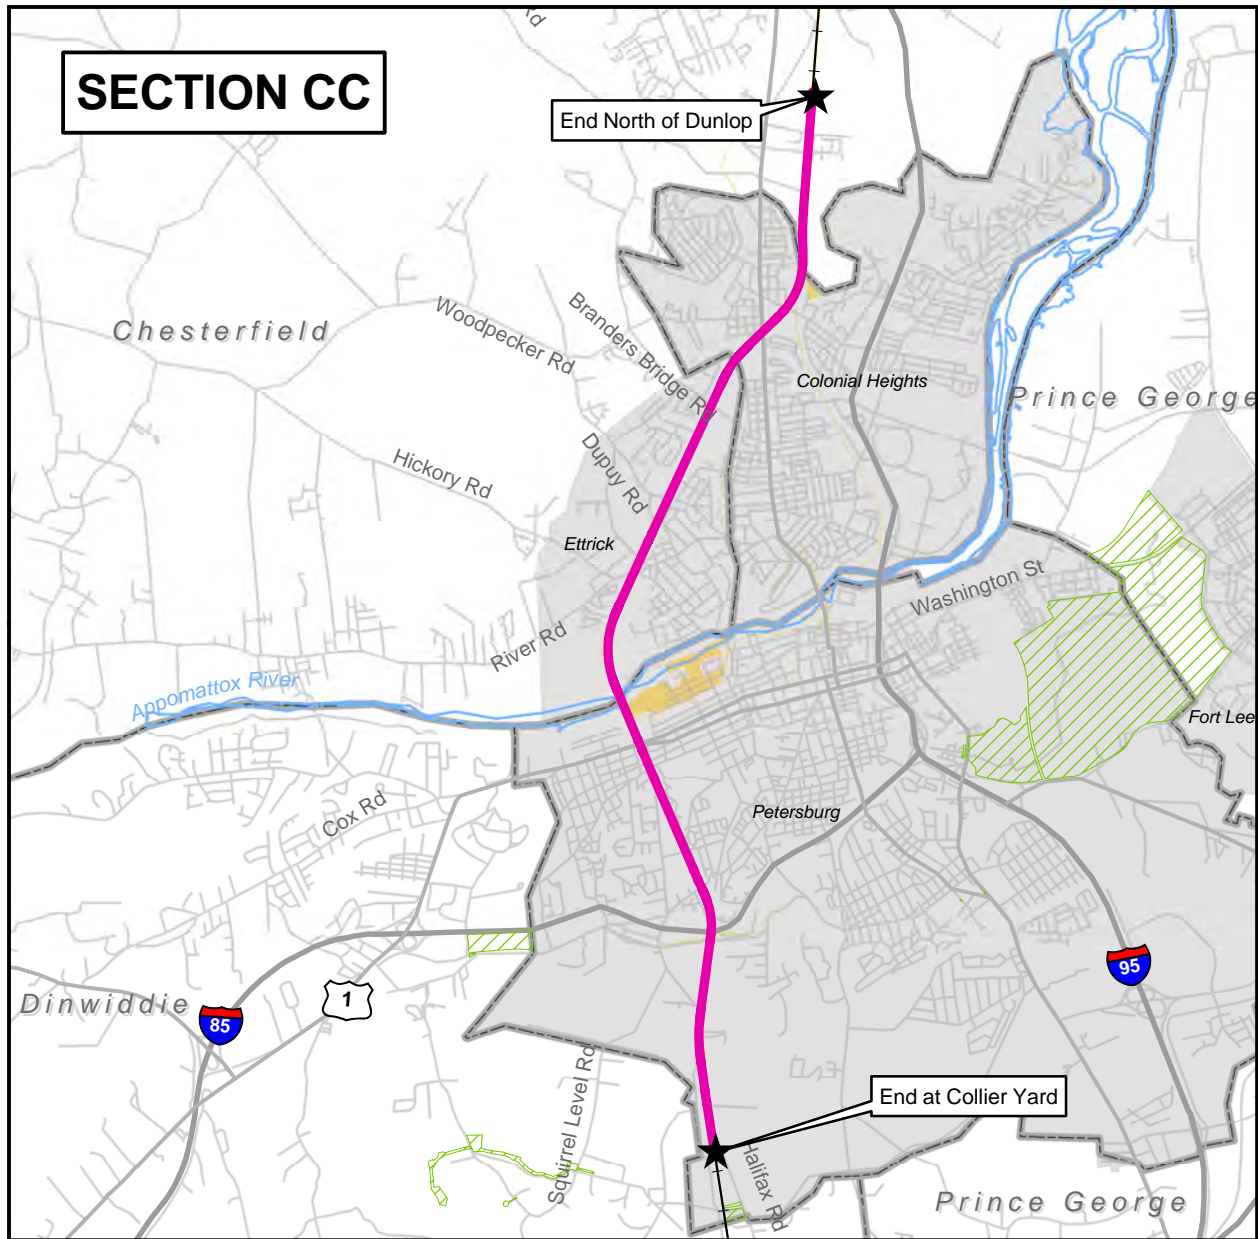 Rd
SECTION CC
End North of Dunlop
Chesterfield
Woodpecker Rd
Branders Bridge Rd
Colonial Heights
Prince George
Hickory Rd
Dupuy Rd
Ettrick
Washington St
River Rd
Appomattox River
Fort Lee
Cox Rd
Petersburg
95
Dinwiddie
1
85
Squirrel Level Rd
End at Collier Yard
Halifax Rd
Prince George